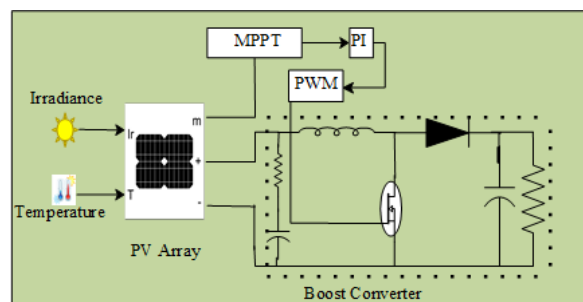 MPPT
PI
PWM
Irradiance
m
Ir
+
T
-
Temperature
PV Array
Boost Converter